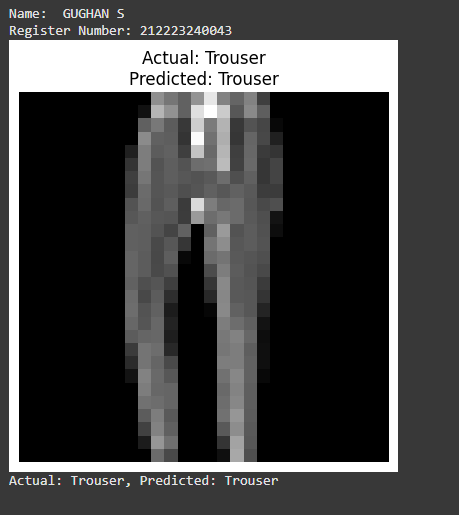 Name:  GUGHAN S
Register Number: 212223240043
Actual: Trouser
Predicted: Trouser
Actual: Trouser, Predicted: Trouser